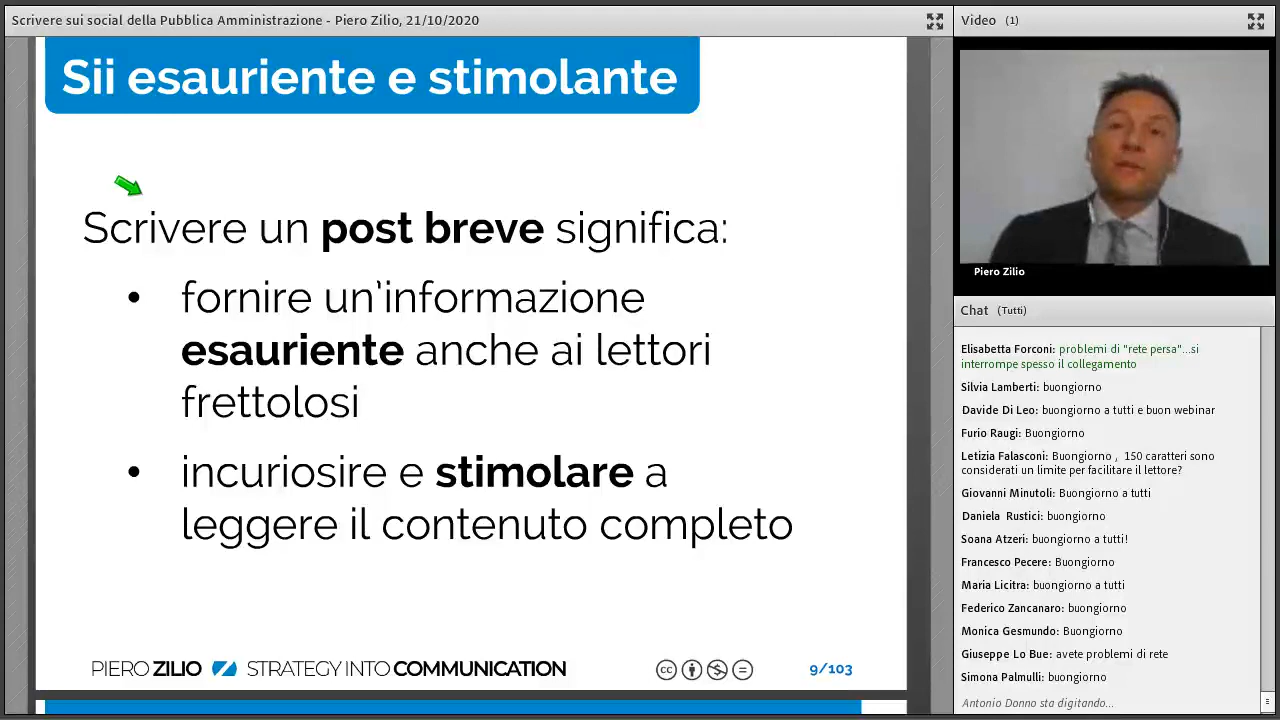 Scrivere sui social della Pubblica Amministrazione - Piero Zilio, 21/10/2020
Sii esauriente e stimolante
Scrivere un post breve significa:
• fornire un'informazione
esauriente anche ai lettori
frettolosi
• incuriosire e stimolare a
leggere il contenuto completo
PIERO ZILIO STRATEGY INTO COMMUNICATION
cc
9/103
Video (1)
Piero Zilio
Chat (Tutti)
Elisabetta Forconi: problemi di "rete persa"...si
interrompe spesso il collegamento
Silvia Lamberti: buongiorno
Davide Di Leo: buongiorno a tutti e buon webinar
Furio Raugi: Buongiorno
Letizia Falasconi: Buongiorno , 150 caratteri sono
considerati un limite per facilitare il lettore?
Giovanni Minutoli: Buongiorno a tutti
Daniela Rustici: buongiorno
Soana Atzeri: buongiorno a tutti!
Francesco Pecere: Buongiorno
Maria Licitra: buongiorno a tutti
Federico Zancanaro: buongiorno
Monica Gesmundo: Buongiorno
Giuseppe Lo Bue: avete problemi di rete
Simona Palmulli: buongiorno
Antonio Donno sta digitando...